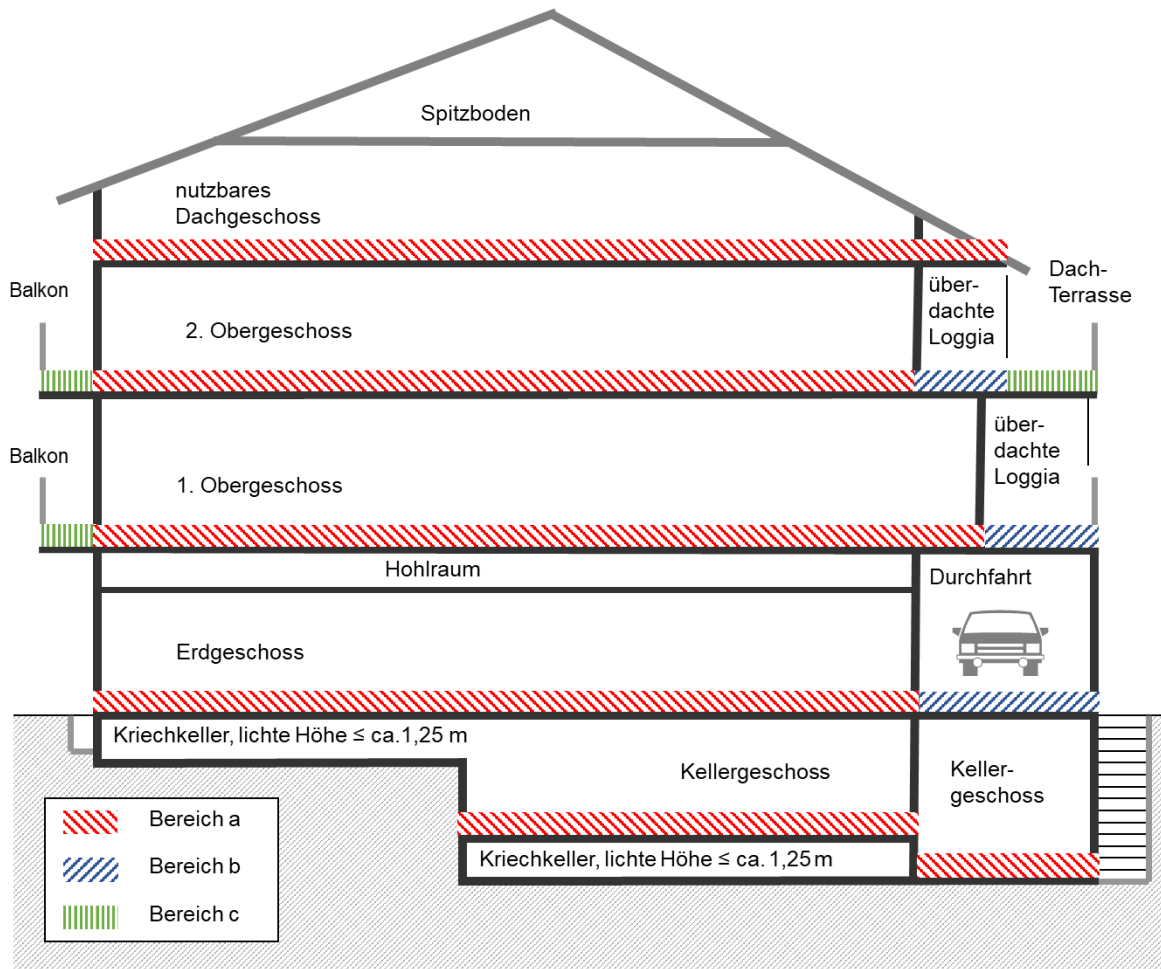 Spitzboden
nutzbares
Dachgeschoss
Balkon
2. Obergeschoss
über-
dachte
Loggia
Dach-
Terrasse
Balkon
1. Obergeschoss
über-
dachte
Loggia
Hohlraum
Durchfahrt
Erdgeschoss
Kriechkeller, lichte Höhe ≤ ca.1,25 m
Kellergeschoss
Keller-
geschoss
Kriechkeller, lichte Höhe ≤ ca. 1,25 m
Bereich a
Bereich b
Bereich c